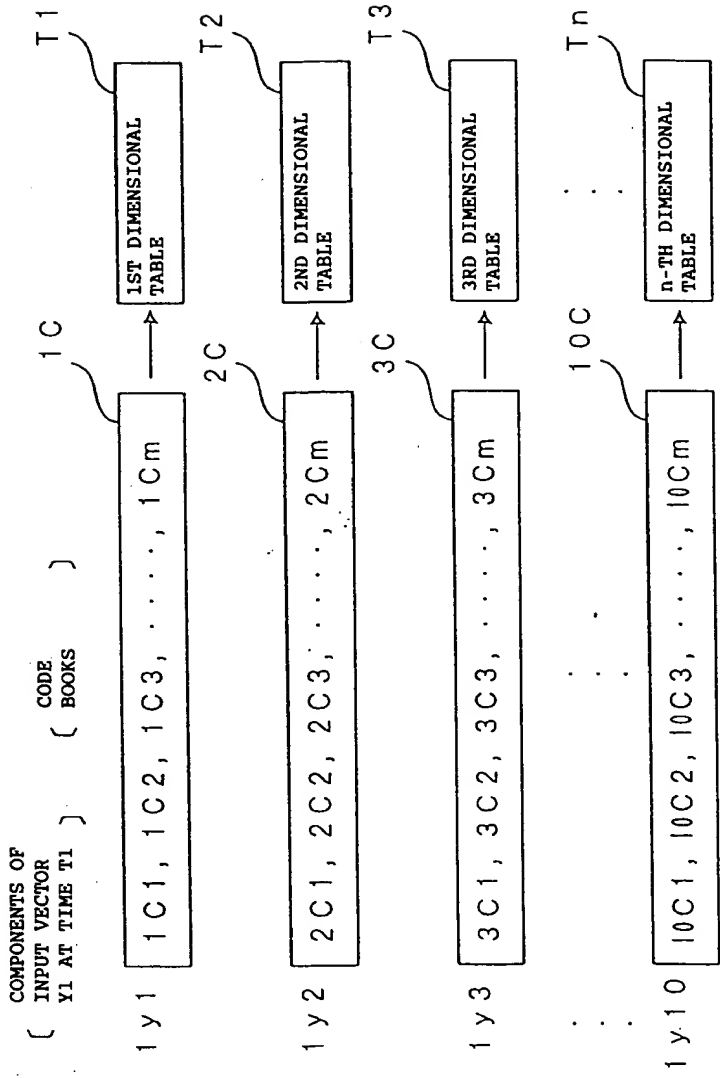 ( COMPONENTS OF
INPUT VECTOR
Y1 AT TIME T1 )
( CODE
BOOKS )
1C
T1
1y1
1C1, 1C2, 1C3, ・・・・・, 1Cm
1ST DIMENSIONAL
TABLE
2C
T2
1y2
2C1, 2C2, 2C3, ・・・・・, 2Cm
2ND DIMENSIONAL
TABLE
3C
T3
1y3
3C1, 3C2, 3C3, ・・・・・, 3Cm
3RD DIMENSIONAL
TABLE
10C
Tn
1y10
10C1, 10C2, 10C3, ・・・・・, 10Cm
n-TH DIMENSIONAL
TABLE